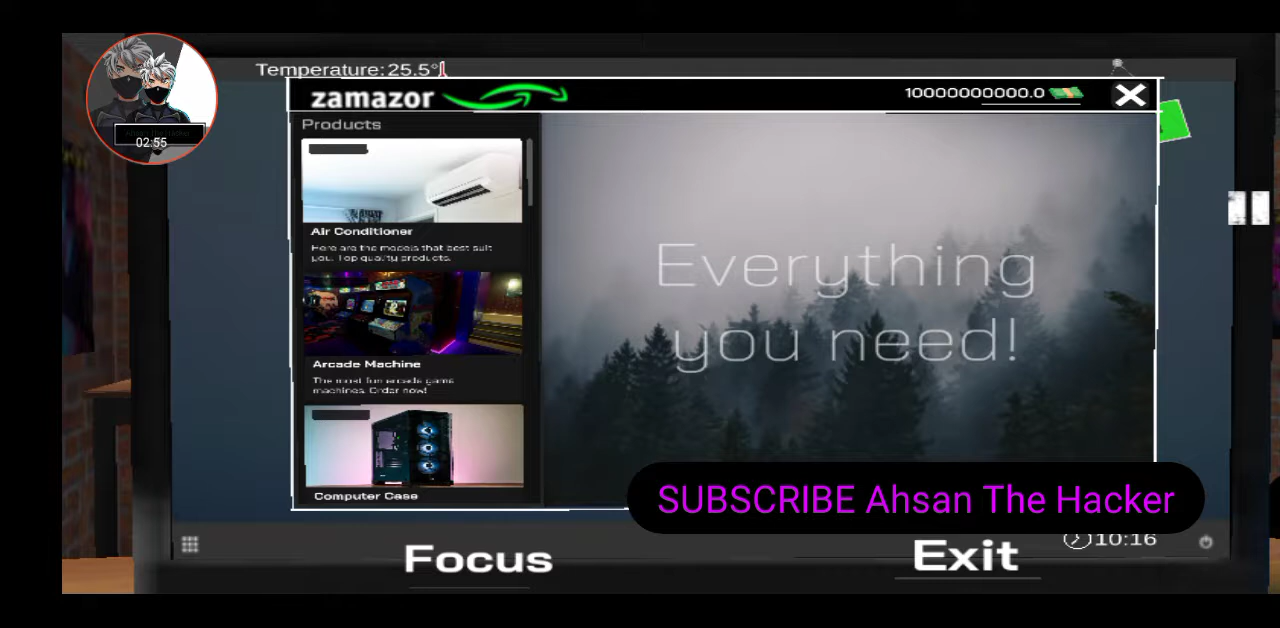 Temperature: 25.5°
zamazor
10000000000.0
02:55
Products
Air Conditioner
Here are the models that best suit
you. Top quality products.
Arcade Machine
The most fun arcade game
machines. Order now!
Computer Case
Everything
you need!
SUBSCRIBE Ahsan The Hacker
10:16
Focus
Exit